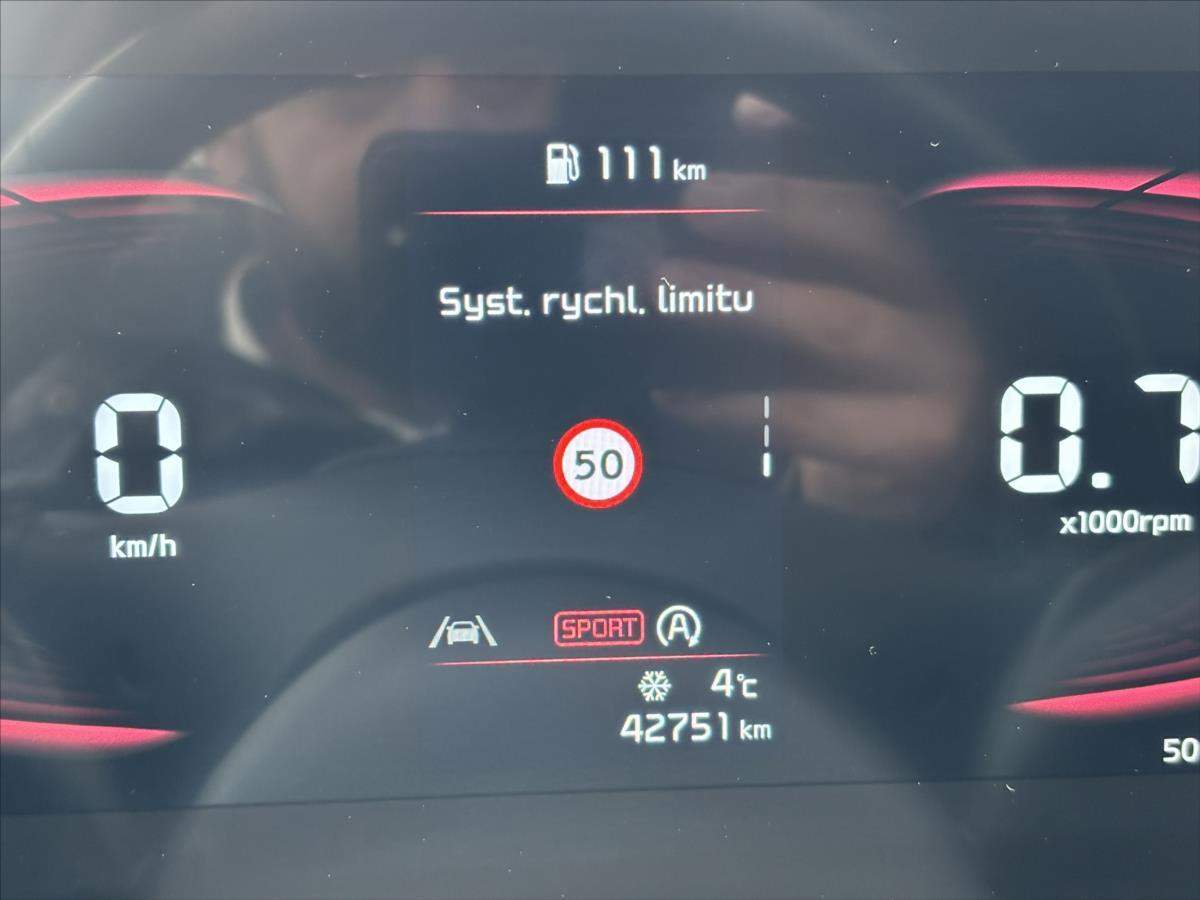 111 km
Syst. rychl. limitu
0
km/h
50
0.7
x1000rpm
SPORT
A
4°C
42751 km
50